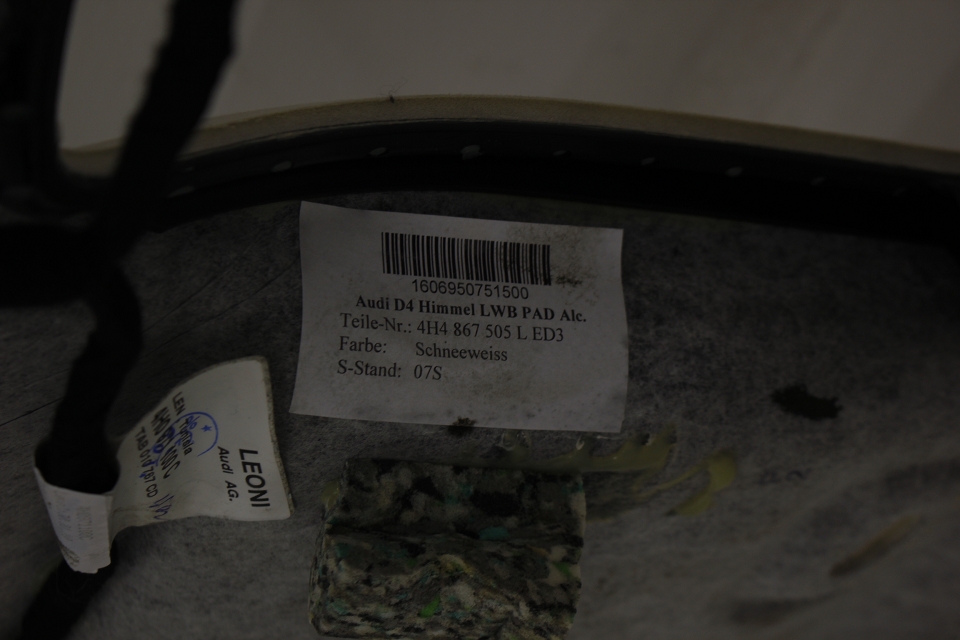 1606950751500
Audi D4 Himmel LWB PAD Alc.
Teile-Nr.: 4H4 867 505 L ED3
Farbe: Schneeweiss
S-Stand: 07S
LEONI
Audi AG.